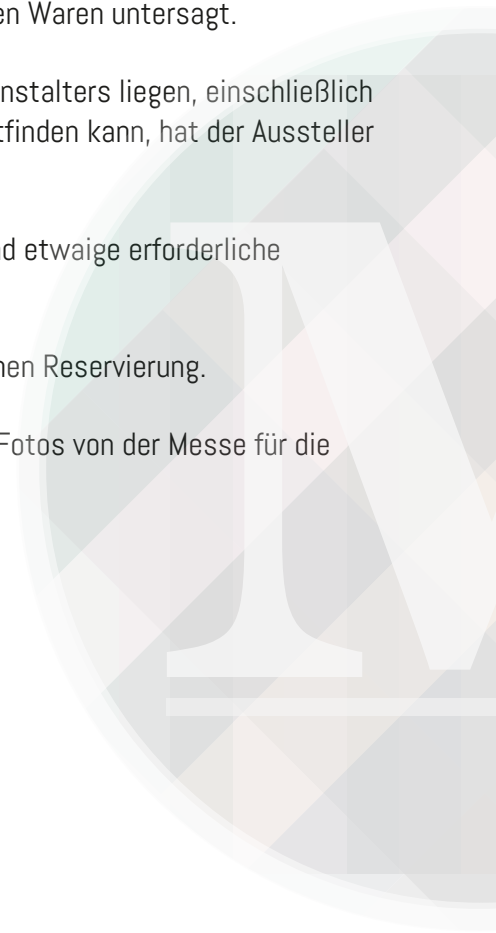 en Waren untersagt.
nstalters liegen, einschließlich
tfinden kann, hat der Aussteller
d etwaige erforderliche
nen Reservierung.
Fotos von der Messe für die
M